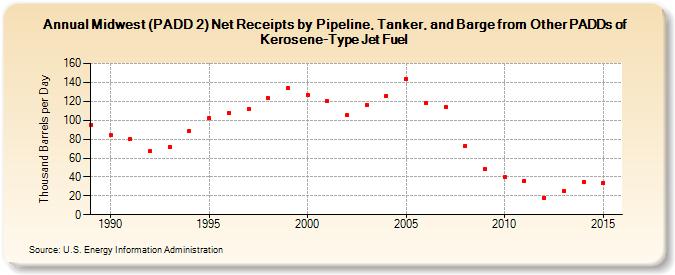 Annual Midwest (PADD 2) Net Receipts by Pipeline, Tanker, and Barge from Other PADDs of
Kerosene-Type Jet Fuel
Thousand Barrels per Day
160
140
120
100
80
60
40
20
0
1990 1995 2000 2005 2010 2015
Source: U.S. Energy Information Administration